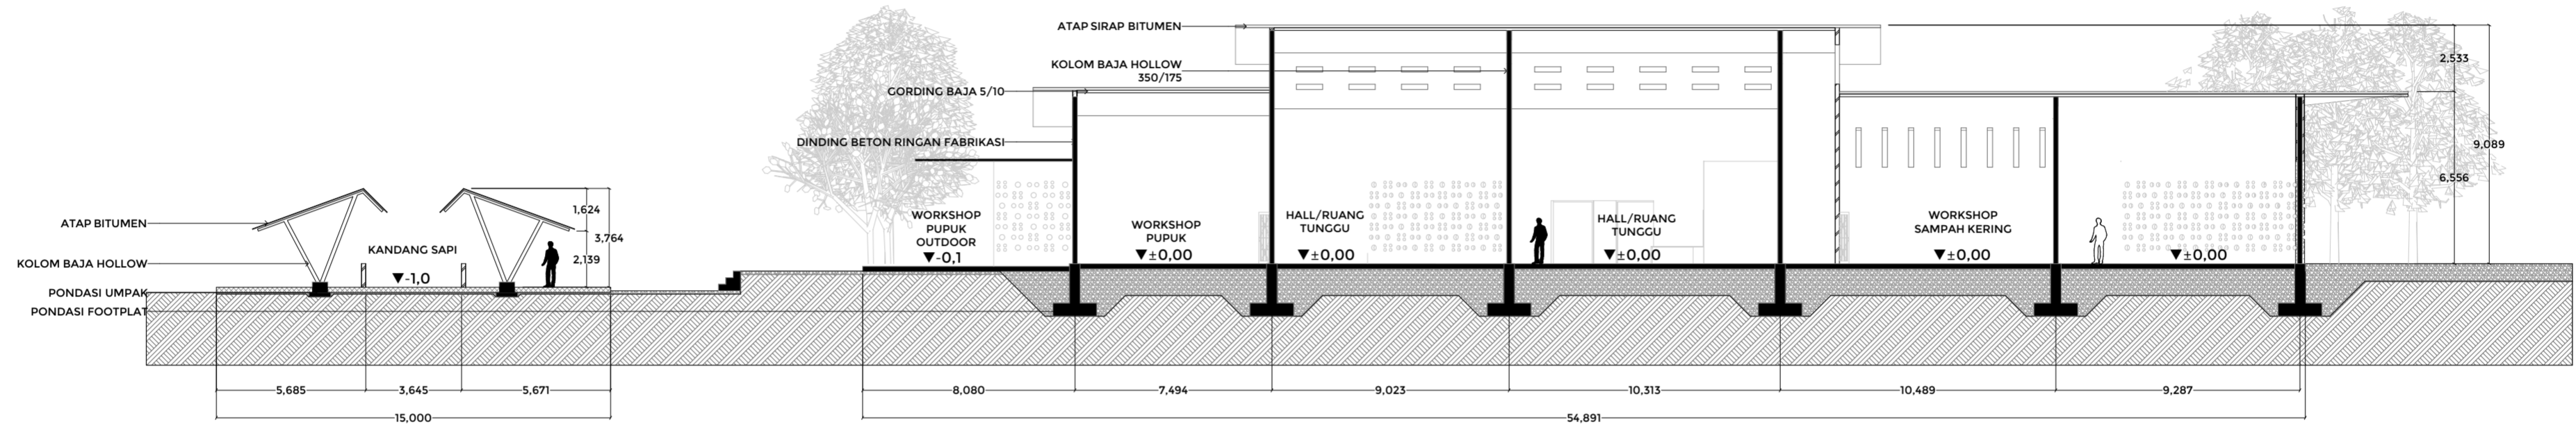 ATAP SIRAP BITUMEN
KOLOM BAJA HOLLOW
350/175
GORDING BAJA 5/10
DINDING BETON RINGAN FABRIKASI
2,533
9,089
6,556
ATAP BITUMEN
KOLOM BAJA HOLLOW
PONDASI UMPAK
PONDASI FOOTPLAT
KANDANG SAPI
▼-1,0
1,624
3,764
2,139
WORKSHOP
PUPUK
OUTDOOR
▼-0,1
WORKSHOP
PUPUK
▼±0,00
HALL/RUANG
TUNGGU
▼±0,00
HALL/RUANG
TUNGGU
▼±0,00
WORKSHOP
SAMPAH KERING
▼±0,00
▼±0,00
5,685
3,645
5,671
15,000
8,080
7,494
9,023
10,313
10,489
9,287
54,891